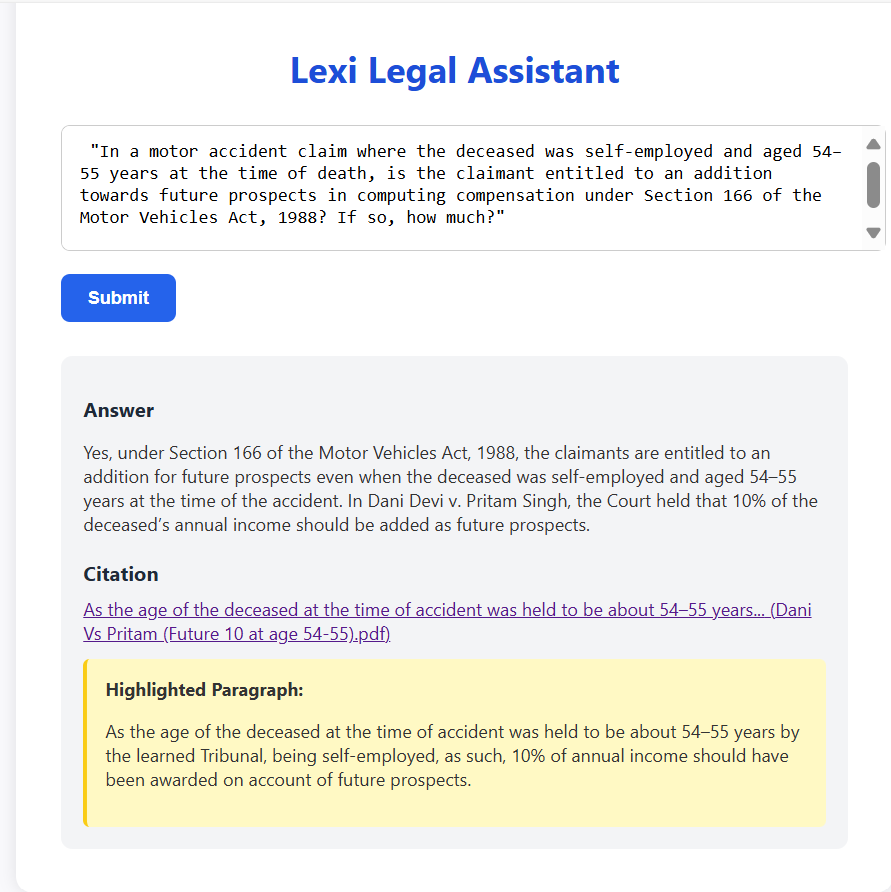 Lexi Legal Assistant
"In a motor accident claim where the deceased was self-employed and aged 54–
55 years at the time of death, is the claimant entitled to an addition
towards future prospects in computing compensation under Section 166 of the
Motor Vehicles Act, 1988? If so, how much?"
Submit
Answer
Yes, under Section 166 of the Motor Vehicles Act, 1988, the claimants are entitled to an
addition for future prospects even when the deceased was self-employed and aged 54–55
years at the time of the accident. In Dani Devi v. Pritam Singh, the Court held that 10% of the
deceased’s annual income should be added as future prospects.
Citation
As the age of the deceased at the time of accident was held to be about 54–55 years... (Dani
Vs Pritam (Future 10 at age 54-55).pdf)
Highlighted Paragraph:
As the age of the deceased at the time of accident was held to be about 54–55 years by
the learned Tribunal, being self-employed, as such, 10% of annual income should have
been awarded on account of future prospects.